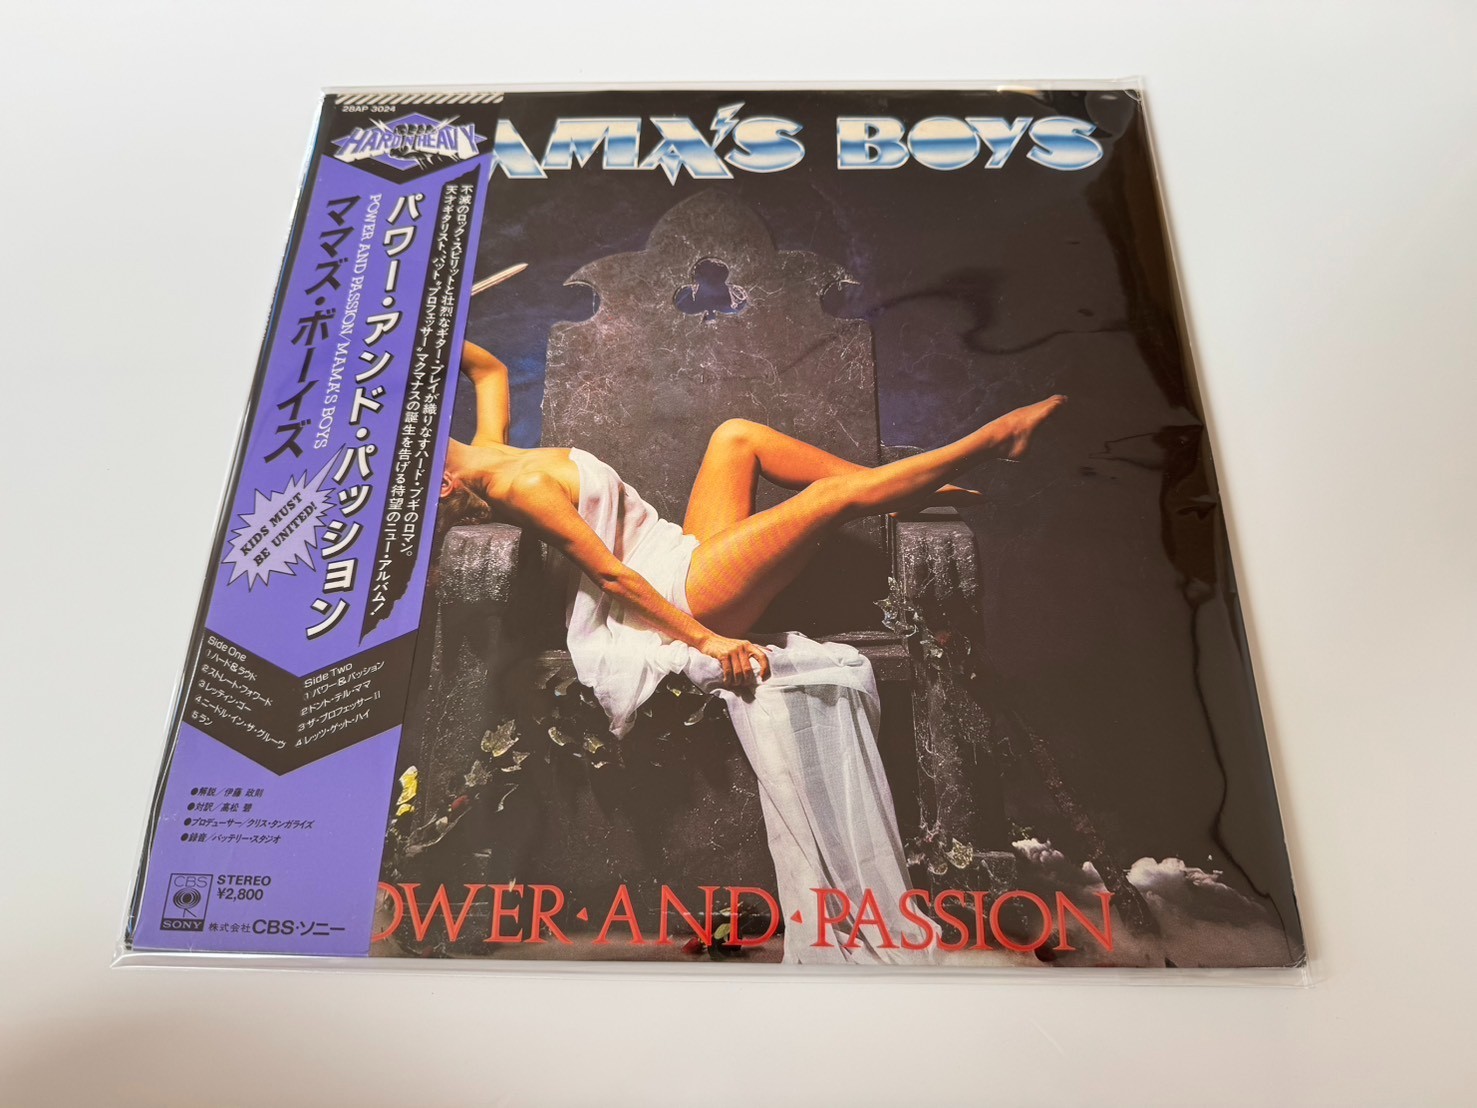 28AP 3024
HARD'N'HEAVY
AMA'S BOYS
不滅のロック・スピリットと壮烈なギター・プレイが織りなすハード・ブギのロマン。
天才ギタリスト、パット“プロフェッサー”マクマナスの誕生を告げる待望のニュー・アルバム!
パワー・アンド・パッション
POWER AND PASSION/MAMA'S BOYS
ママズ・ボーイズ
KIDS MUST
BE UNITED!
Side One
1 ハード&ラウド
2 ストレート・フォワード
3 レッティン・ゴー
4 ニードル・イン・ザ・グルーヴ
5 ラン
Side Two
1 パワー&パッション
2 ドント・テル・ママ
3 ザ・プロフェッサーII
4 レッツ・ゲット・ハイ
●解説/伊藤 政則
●対訳/高松 碧
●プロデューサー/クリス・タンガライズ
●録音/バッテリー・スタジオ
CBS
SONY
STEREO
¥2,800
株式会社CBS・ソニー
OWER·AND·PASSION